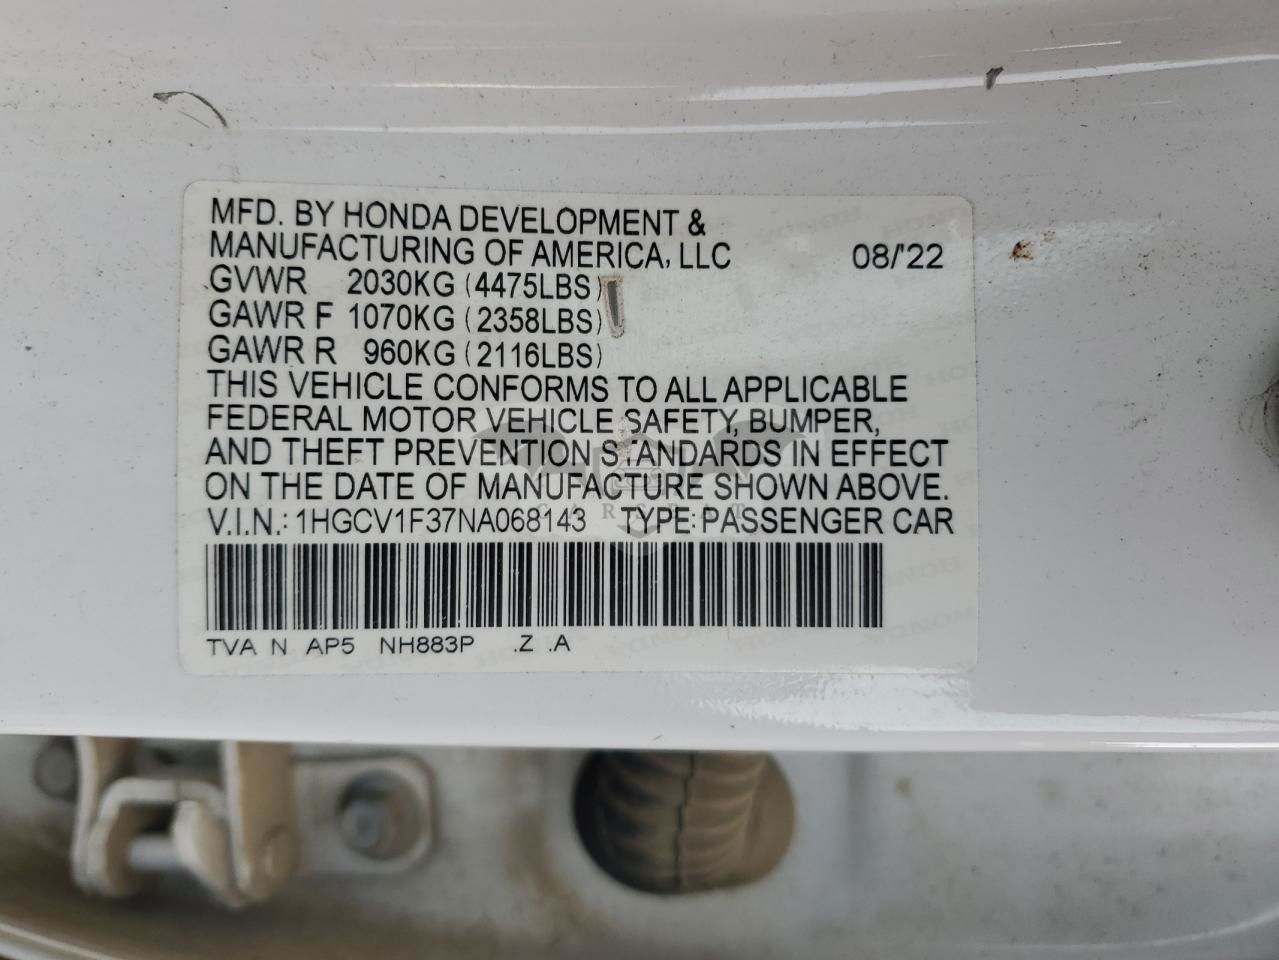 MFD. BY HONDA DEVELOPMENT &
MANUFACTURING OF AMERICA, LLC 08/'22
GVWR 2030KG (4475LBS)
GAWR F 1070KG (2358LBS)
GAWR R 960KG (2116LBS)
THIS VEHICLE CONFORMS TO ALL APPLICABLE
FEDERAL MOTOR VEHICLE SAFETY, BUMPER,
AND THEFT PREVENTION STANDARDS IN EFFECT
ON THE DATE OF MANUFACTURE SHOWN ABOVE.
CARSBAT
V.I.N.: 1HGCV1F37NA068143 TYPE: PASSENGER CAR
TVA N AP5 NH883P .Z .A